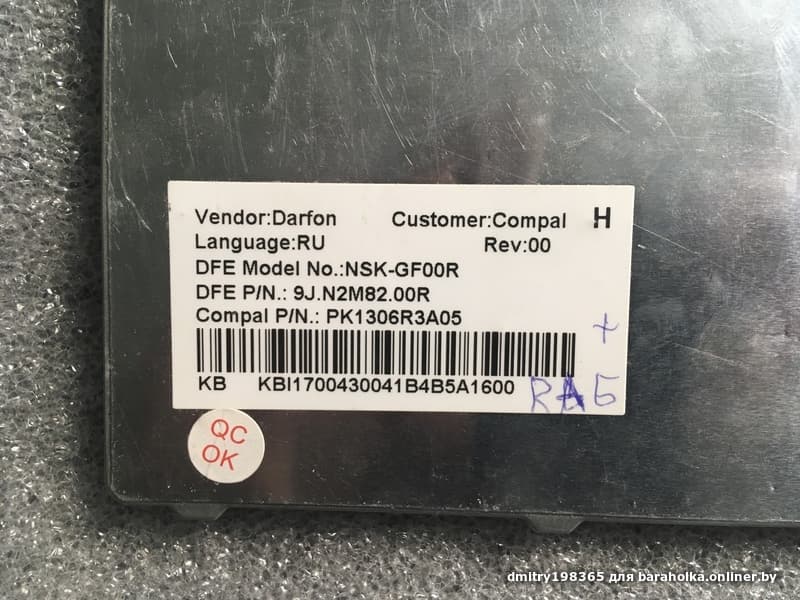 Vendor:Darfon Customer:Compal H
Language:RU Rev:00
DFE Model No.:NSK-GF00R
DFE P/N.: 9J.N2M82.00R
Compal P/N.: PK1306R3A05
+
KB KBI1700430041B4B5A1600
РАБ
QC
OK
dmitry198365 для baraholka.onliner.by